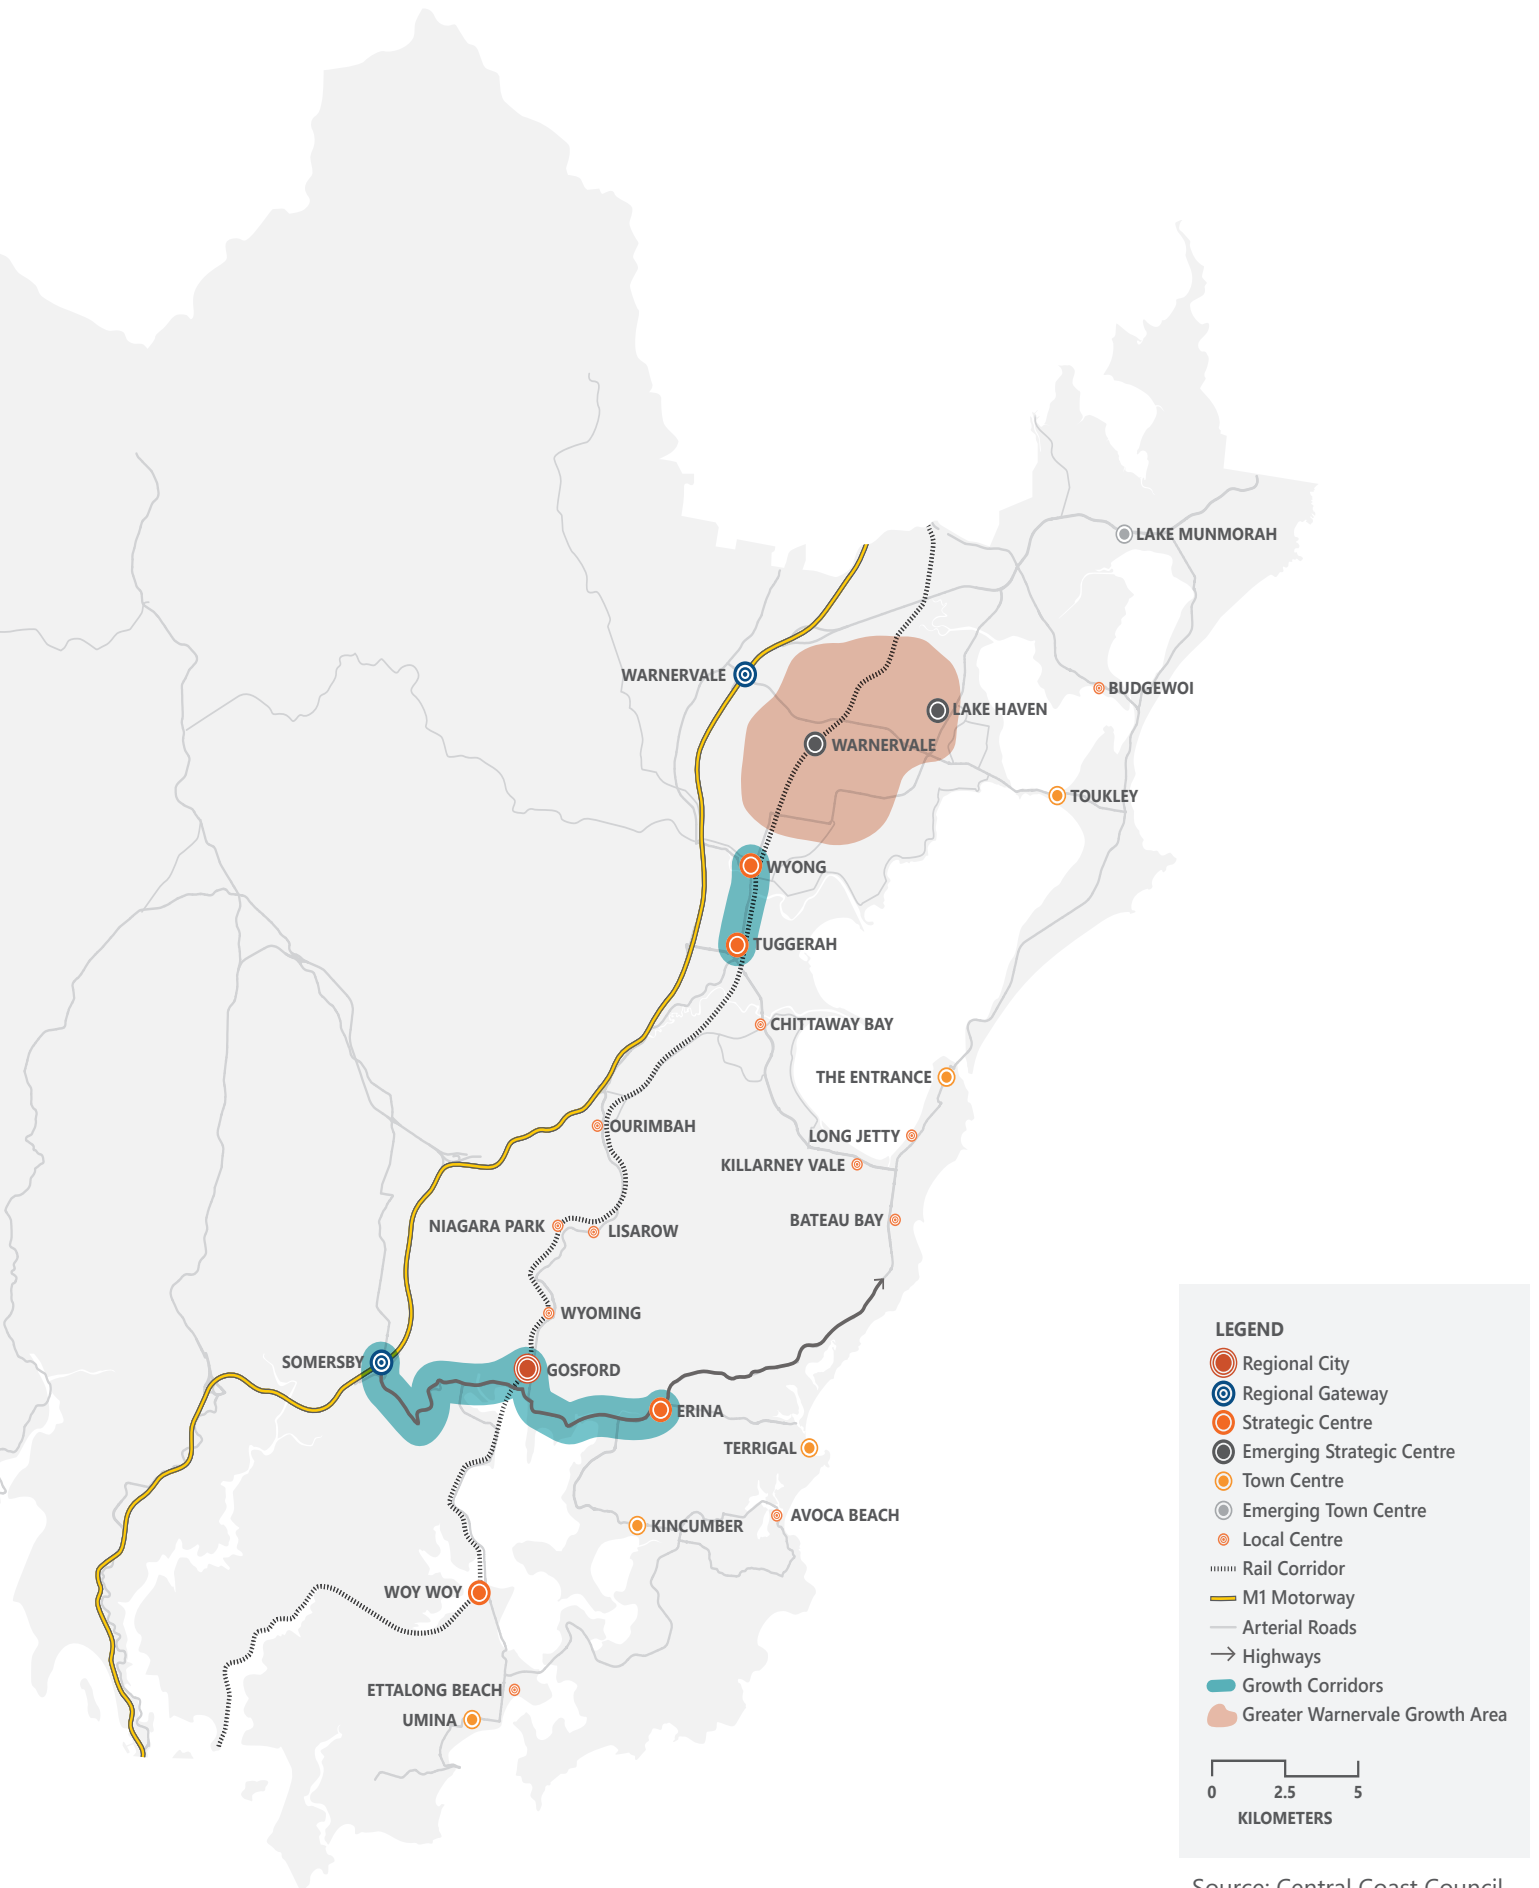 LAKE MUNMORAH
WARNERVALE
BUDGEWOI
LAKE HAVEN
WARNERVALE
TOUKLEY
WYONG
TUGGERAH
CHITTAWAY BAY
THE ENTRANCE
OURIMBAH
LONG JETTY
KILLARNEY VALE
BATEAU BAY
NIAGARA PARK
LISAROW
WYOMING
SOMERSBY
GOSFORD
ERINA
TERRIGAL
AVOCA BEACH
KINCUMBER
WOY WOY
ETTALONG BEACH
UMINA
LEGEND
Regional City
Regional Gateway
Strategic Centre
Emerging Strategic Centre
Town Centre
Emerging Town Centre
Local Centre
Rail Corridor
M1 Motorway
Arterial Roads
Highways
Growth Corridors
Greater Warnervale Growth Area
0 2.5 5
KILOMETERS
Source: Central Coast Council